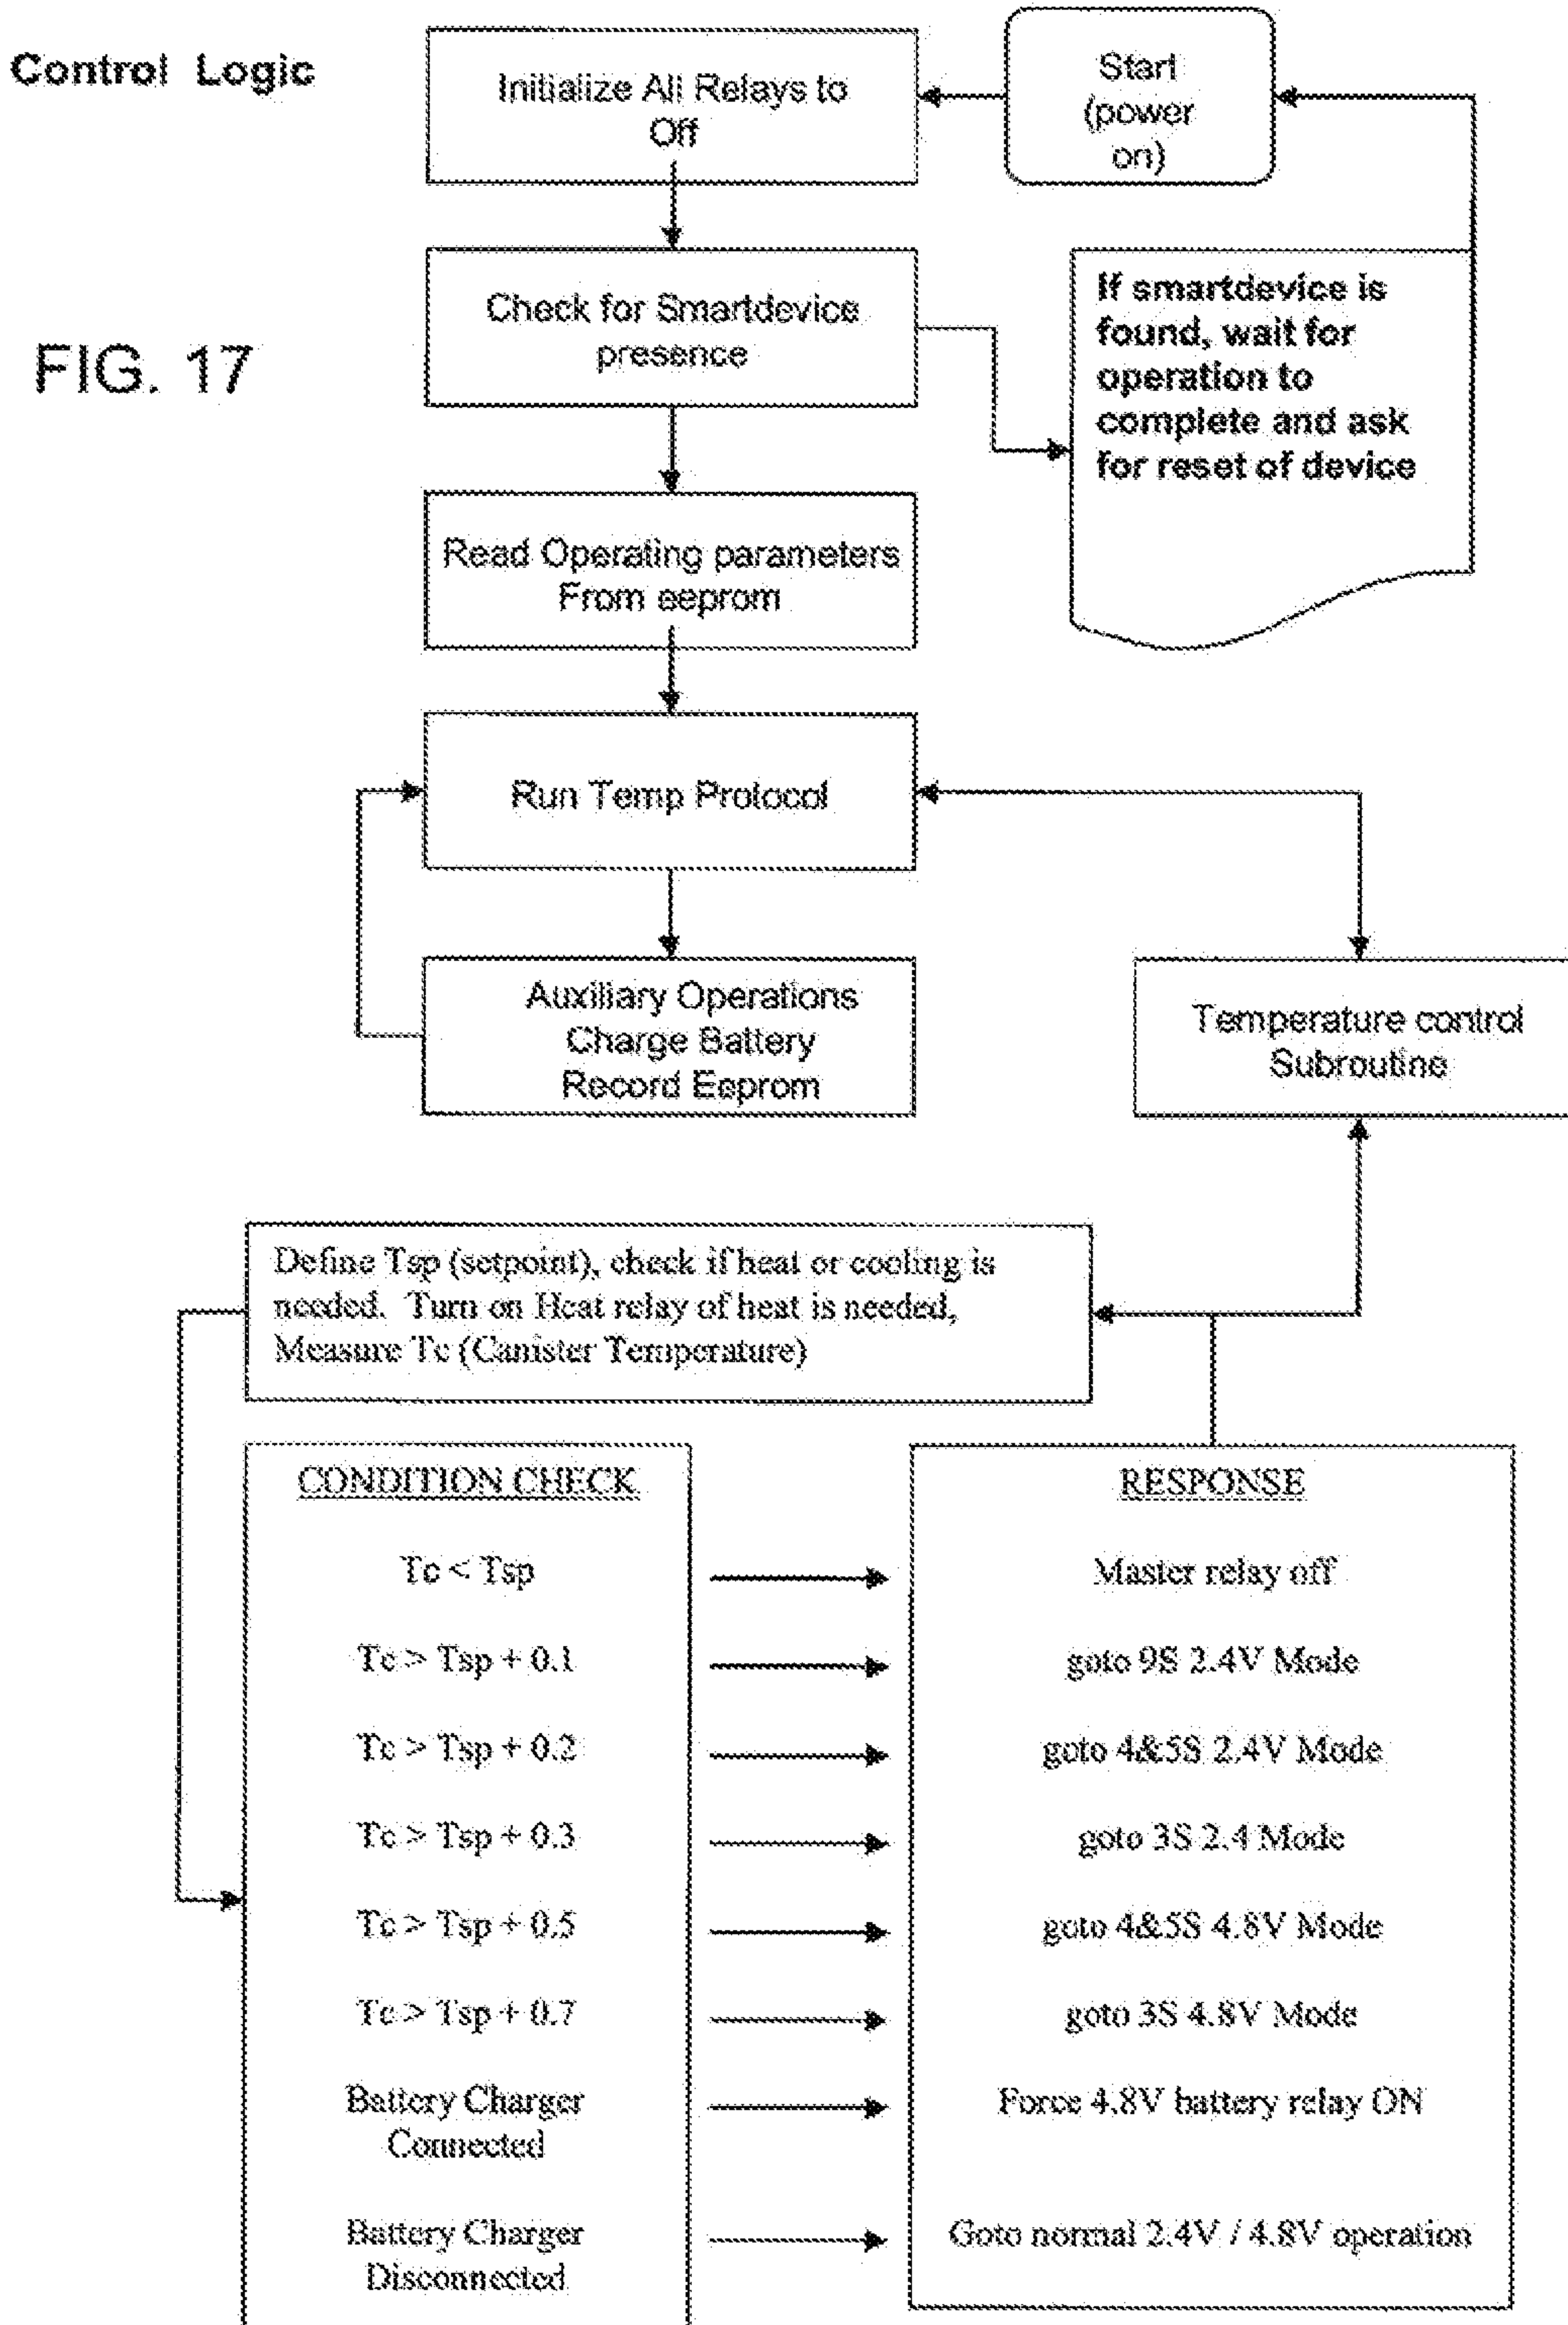 Control Logic
Initialize All Relays to
Off
Start
(power
on)
FIG. 17
Check for Smartdevice
presence
If smartdevice is
found, wait for
operation to
complete and ask
for reset of device
Read Operating parameters
From eeprom
Run Temp Protocol
Auxiliary Operations
Charge Battery
Record Eeprom
Temperature control
Subroutine
Define Tsp (setpoint), check if heat or cooling is
needed. Turn on Heat relay of heat is needed,
Measure Tc (Canister Temperature)
CONDITION CHECK
RESPONSE
Tc < Tsp
Master relay off
Tc > Tsp + 0.1
goto 9S 2.4V Mode
Tc > Tsp + 0.2
goto 4&5S 2.4V Mode
Tc > Tsp + 0.3
goto 3S 2.4 Mode
Tc > Tsp + 0.5
goto 4&5S 4.8V Mode
Tc > Tsp + 0.7
goto 3S 4.8V Mode
Battery Charger
Connected
Force 4.8V battery relay ON
Battery Charger
Disconnected
Goto normal 2.4V / 4.8V operation